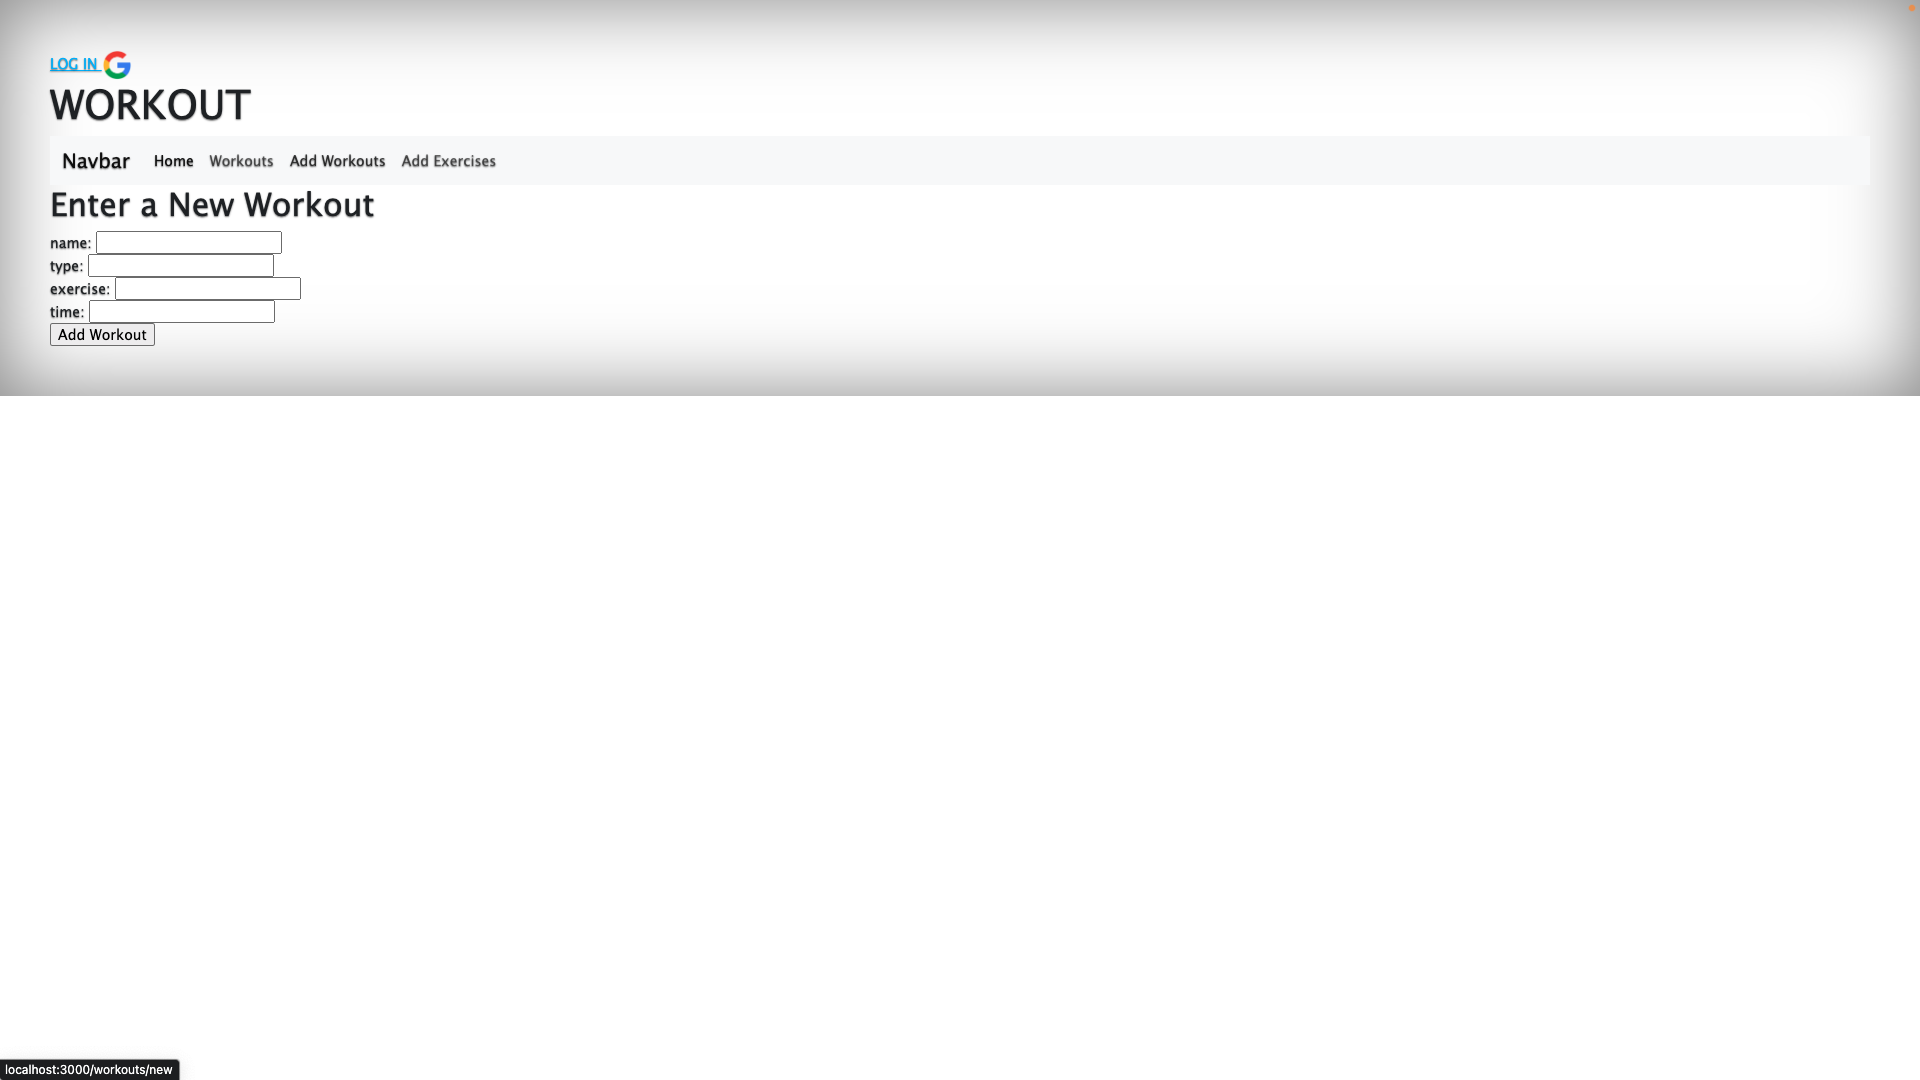 LOG IN
WORKOUT
Navbar Home Workouts Add Workouts Add Exercises
Enter a New Workout
name:
type:
exercise:
time:
Add Workout
localhost:3000/workouts/new